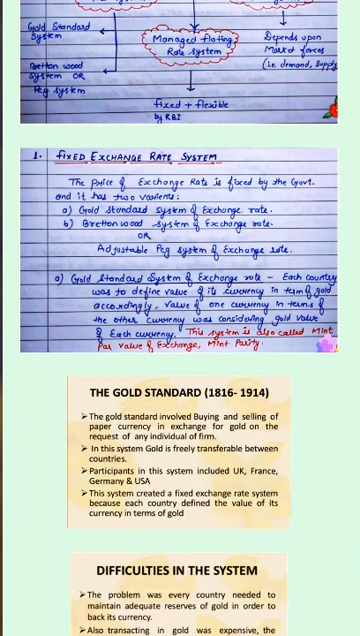 Gold Standard
System
Bretton wood
System OR
Peg System
Managed floting
Rate system
Depends upon
Market forces
(i.e. demand, supply
fixed + flexible
by RBI
1. FIXED EXCHANGE RATE SYSTEM
The price of Exchange Rate is fixed by the Govt.
and it has two varients:
a) Gold standard system of Exchange rate.
b) Bretton wood system of Exchange rate.
OR
Adjustable Peg system of Exchange rate.
a) Gold Standard System of Exchange rate - Each country
was to define value of its currency in term of gold
accordingly, value of one currency in terms of
the other currency was considering gold value
of Each currency. This system is also called Mint
Par value of Exchange, Mint Parity.
THE GOLD STANDARD (1816- 1914)
➢The gold standard involved Buying and selling of
paper currency in exchange for gold on the
request of any individual of firm.
➢ In this system Gold is freely transferable between
countries.
➢Participants in this system included UK, France,
Germany & USA
➢This system created a fixed exchange rate system
because each country defined the value of its
currency in terms of gold
DIFFICULTIES IN THE SYSTEM
➢The problem was every country needed to
maintain adequate reserves of gold in order to
back its currency.
➢Also transacting in gold was expensive, the